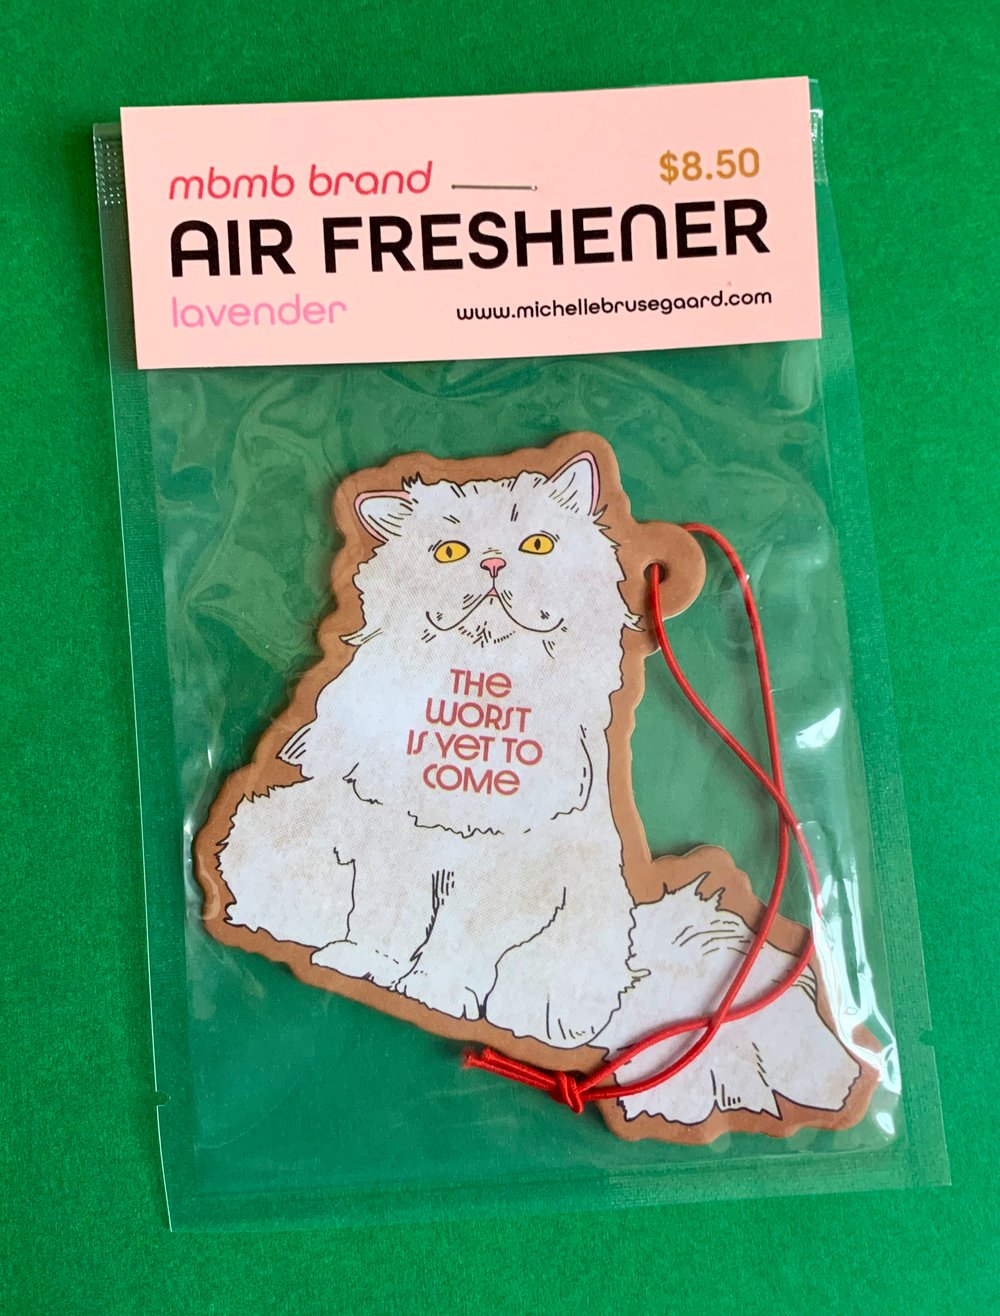 mbmb brand
$8.50
AIR FRESHENER
lavender
www.michellebrusegaard.com
THE
WORST
IS YET TO
COME